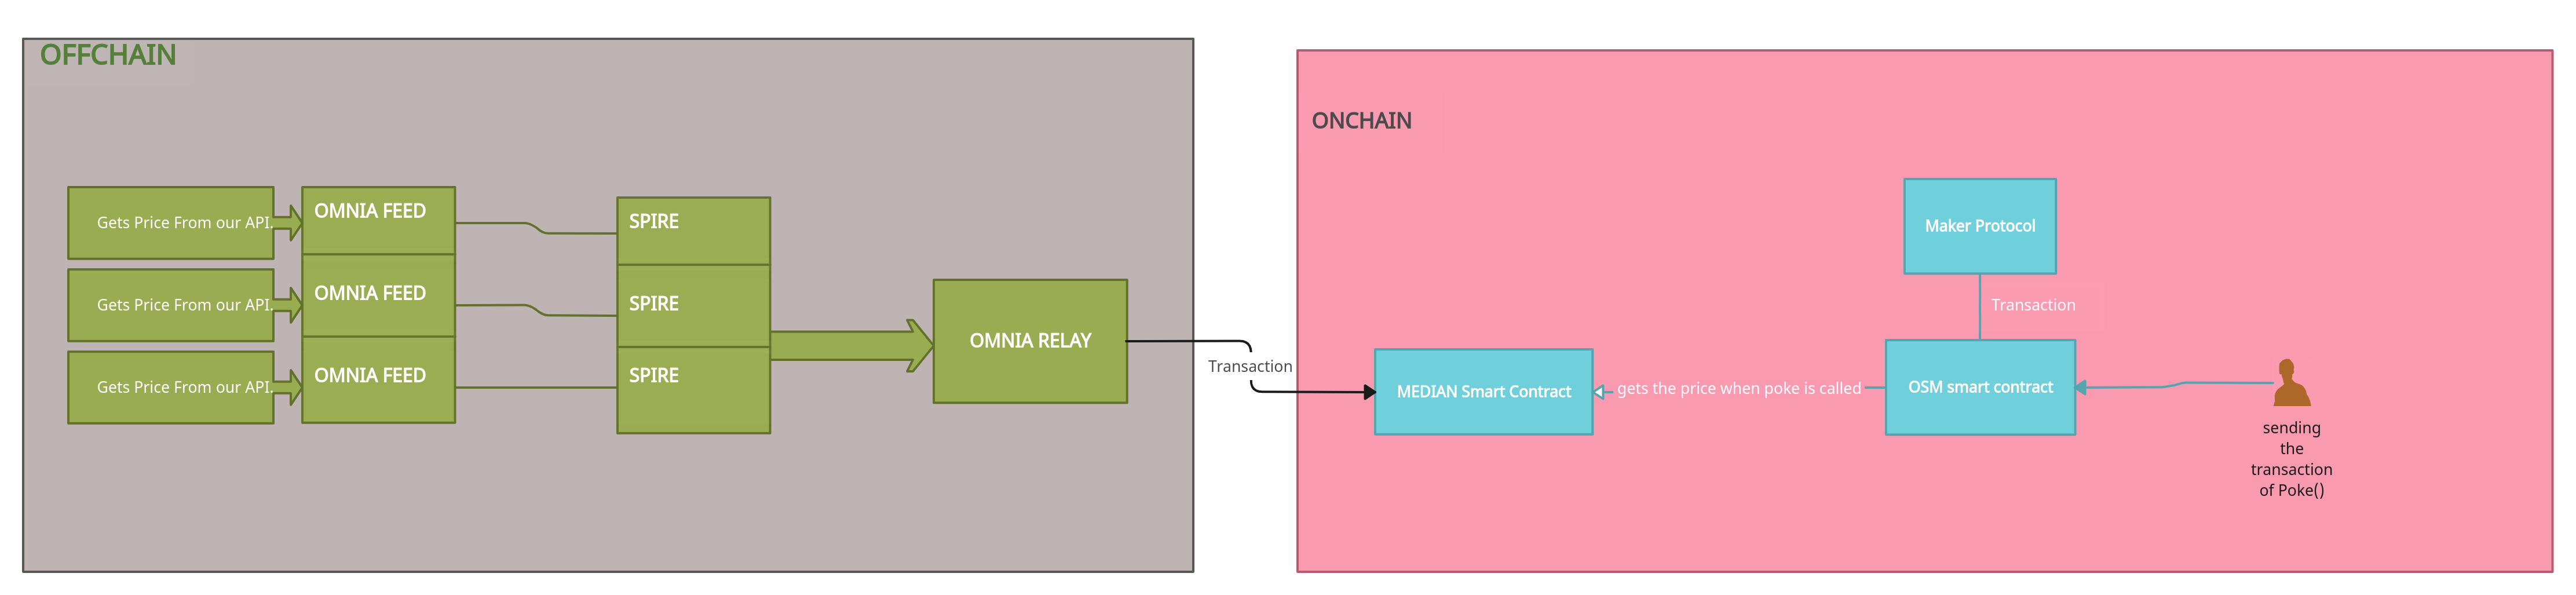 OFFCHAIN
Gets Price From our API.
OMNIA FEED
SPIRE
Gets Price From our API.
OMNIA FEED
SPIRE
Gets Price From our API.
OMNIA FEED
SPIRE
OMNIA RELAY
Transaction
ONCHAIN
Maker Protocol
Transaction
MEDIAN Smart Contract
gets the price when poke is called
OSM smart contract
sending
the
transaction
of Poke()